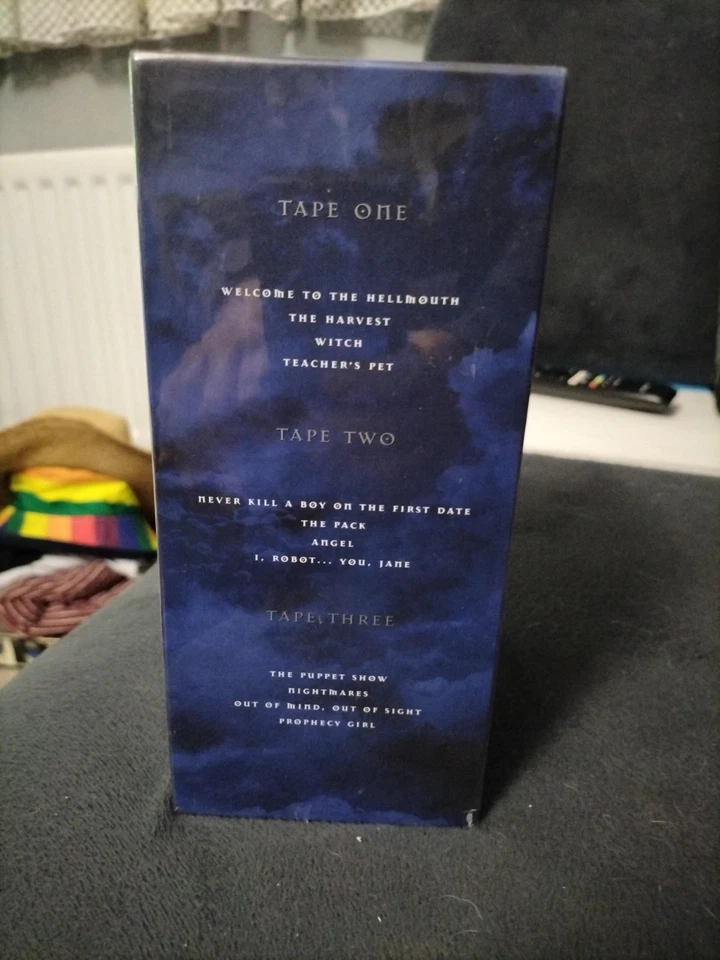 TAPE ONE
WELCOME TO THE HELLMOUTH
THE HARVEST
WITCH
TEACHER'S PET
TAPE TWO
NEVER KILL A BOY ON THE FIRST DATE
THE PACK
ANGEL
I, ROBOT... YOU, JANE
TAPE THREE
THE PUPPET SHOW
NIGHTMARES
OUT OF MIND, OUT OF SIGHT
PROPHECY GIRL